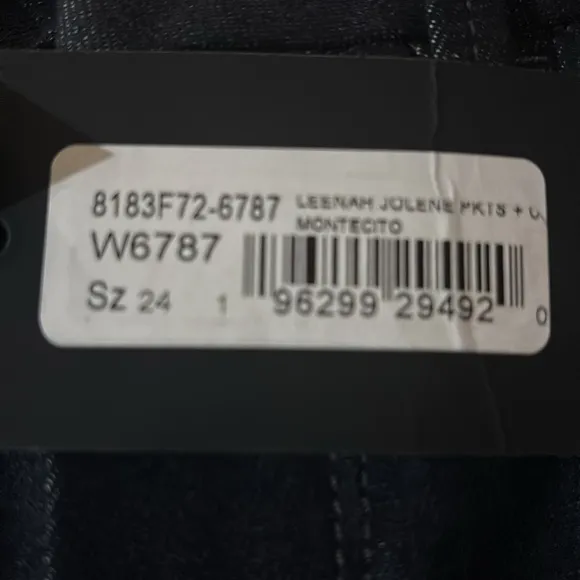 8183F72-6787 LEENAH JOLENE PKTS +
W6787 MONTECITO
Sz 24 1 96299 29492 0